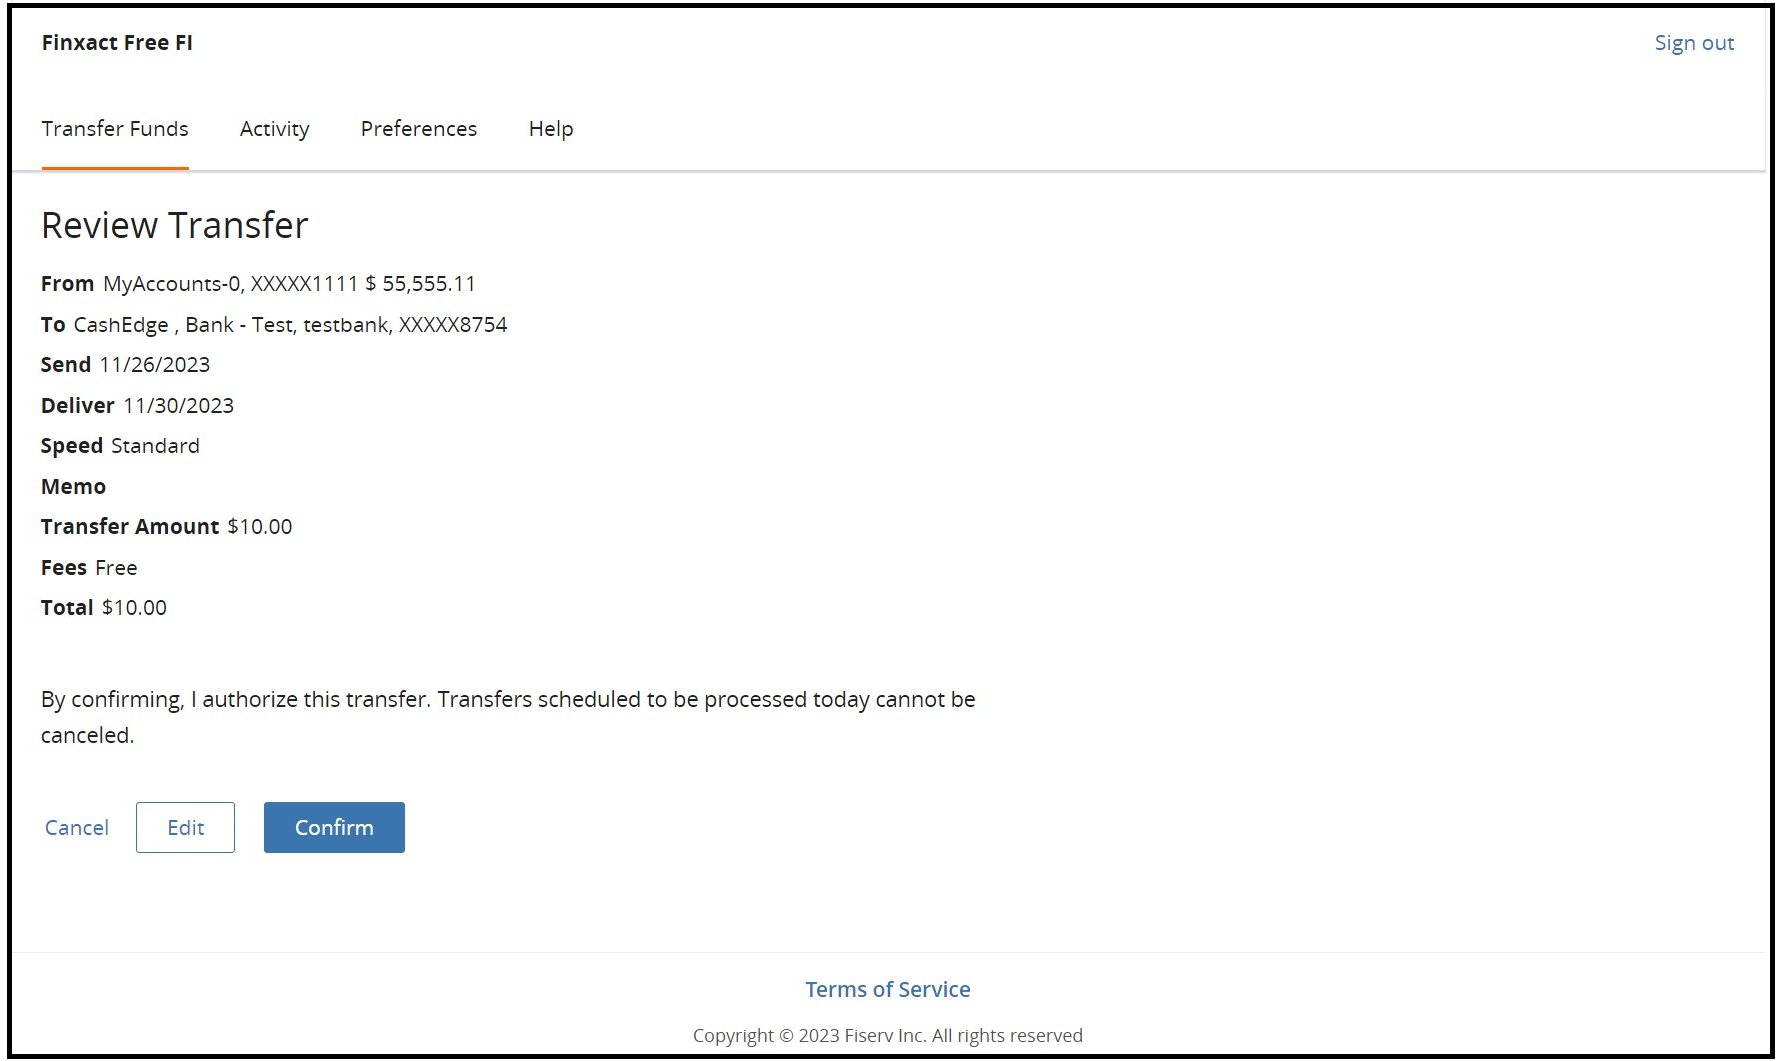 Finxact Free FI
Sign out
Transfer Funds Activity Preferences Help
Review Transfer
From MyAccounts-0, XXXXX1111 $ 55,555.11
To CashEdge , Bank - Test, testbank, XXXXX8754
Send 11/26/2023
Deliver 11/30/2023
Speed Standard
Memo
Transfer Amount $10.00
Fees Free
Total $10.00
By confirming, I authorize this transfer. Transfers scheduled to be processed today cannot be
canceled.
Cancel Edit Confirm
Terms of Service
Copyright © 2023 Fiserv Inc. All rights reserved